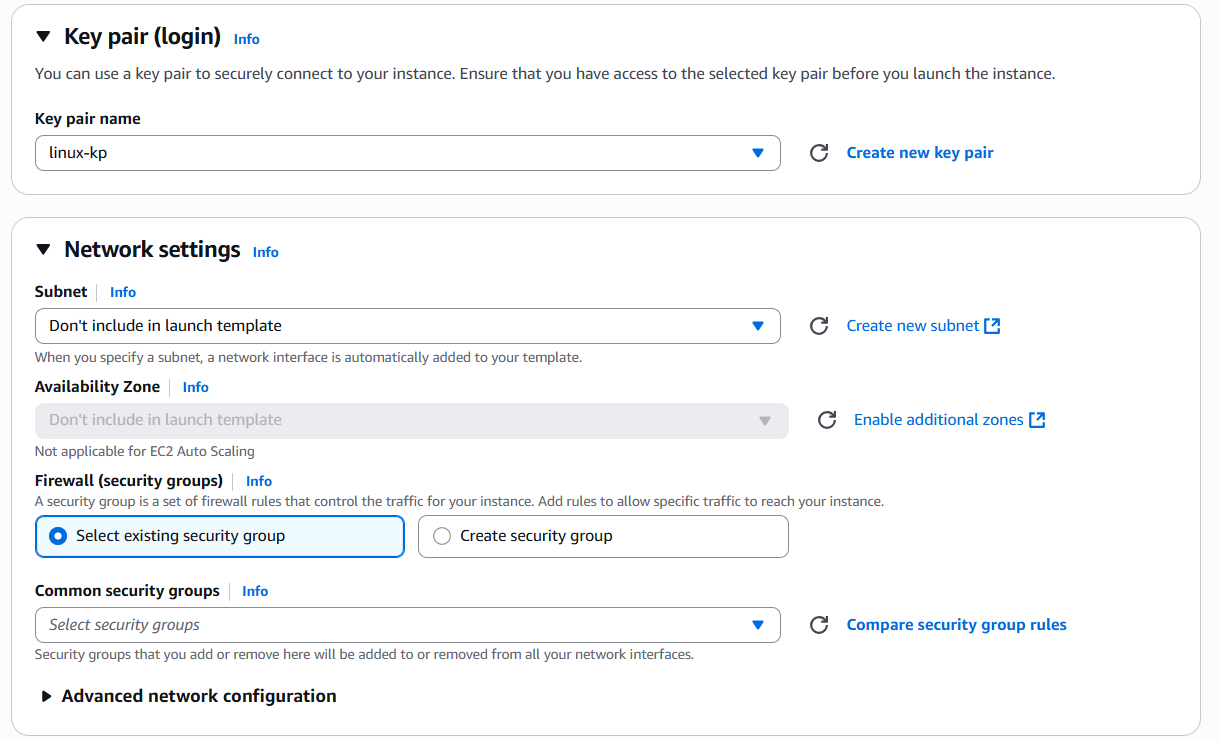 Key pair (login) Info
You can use a key pair to securely connect to your instance. Ensure that you have access to the selected key pair before you launch the instance.
Key pair name
linux-kp
Create new key pair
Network settings Info
Subnet Info
Don't include in launch template
Create new subnet
When you specify a subnet, a network interface is automatically added to your template.
Availability Zone Info
Don't include in launch template
Enable additional zones
Not applicable for EC2 Auto Scaling
Firewall (security groups) Info
A security group is a set of firewall rules that control the traffic for your instance. Add rules to allow specific traffic to reach your instance.
Select existing security group
Create security group
Common security groups Info
Select security groups
Compare security group rules
Security groups that you add or remove here will be added to or removed from all your network interfaces.
Advanced network configuration